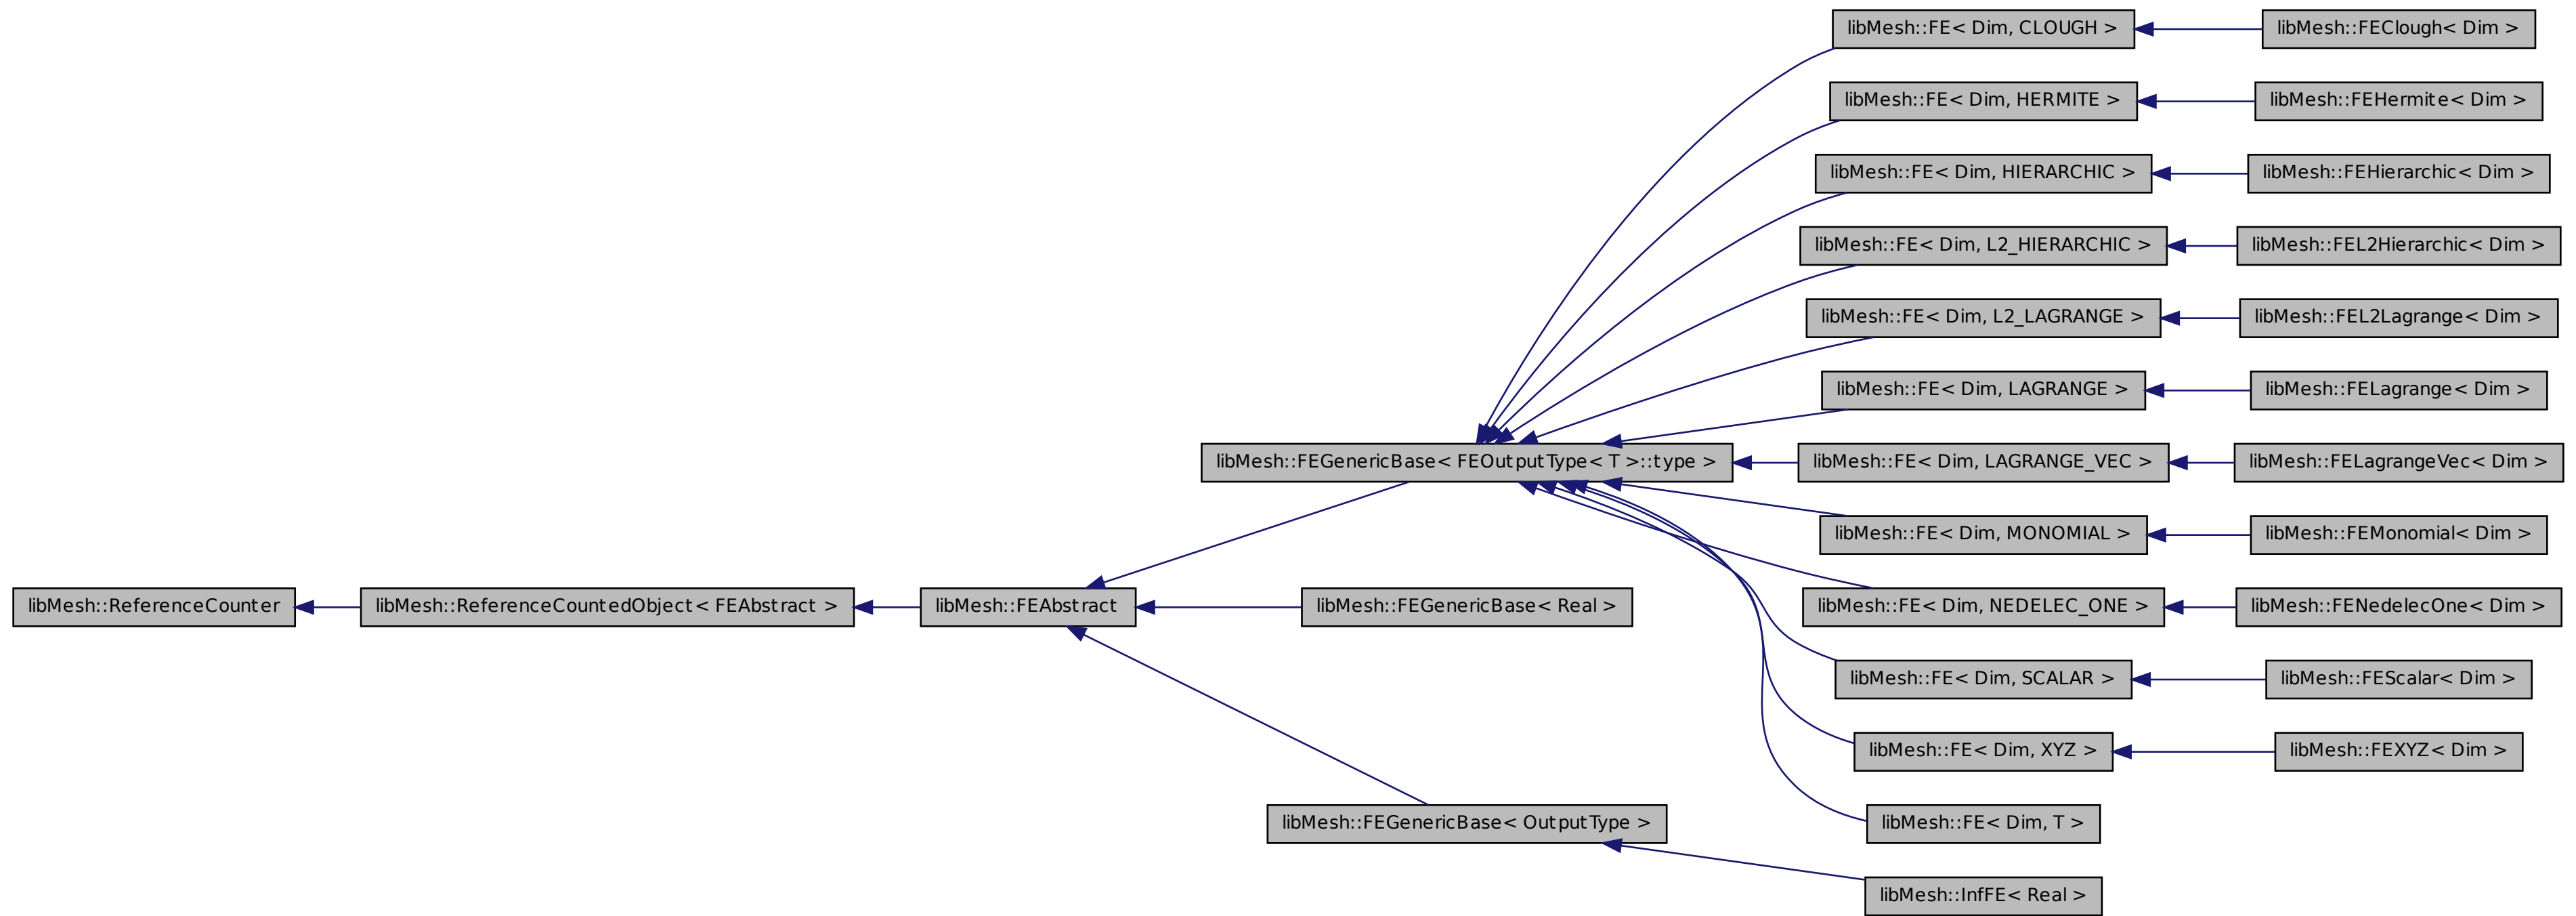 libMesh::FE< Dim, CLOUGH >
libMesh::FEClough< Dim >
libMesh::FE< Dim, HERMITE >
libMesh::FEHermite< Dim >
libMesh::FE< Dim, HIERARCHIC >
libMesh::FEHierarchic< Dim >
libMesh::FE< Dim, L2_HIERARCHIC >
libMesh::FEL2Hierarchic< Dim >
libMesh::FE< Dim, L2_LAGRANGE >
libMesh::FEL2Lagrange< Dim >
libMesh::FE< Dim, LAGRANGE >
libMesh::FELagrange< Dim >
libMesh::FEGenericBase< FEOutputType< T >::type >
libMesh::FE< Dim, LAGRANGE_VEC >
libMesh::FELagrangeVec< Dim >
libMesh::FE< Dim, MONOMIAL >
libMesh::FEMonomial< Dim >
libMesh::ReferenceCounter
libMesh::ReferenceCountedObject< FEAbstract >
libMesh::FEAbstract
libMesh::FEGenericBase< Real >
libMesh::FE< Dim, NEDELEC_ONE >
libMesh::FENedelecOne< Dim >
libMesh::FE< Dim, SCALAR >
libMesh::FEScalar< Dim >
libMesh::FE< Dim, XYZ >
libMesh::FEXYZ< Dim >
libMesh::FEGenericBase< OutputType >
libMesh::FE< Dim, T >
libMesh::InfFE< Real >